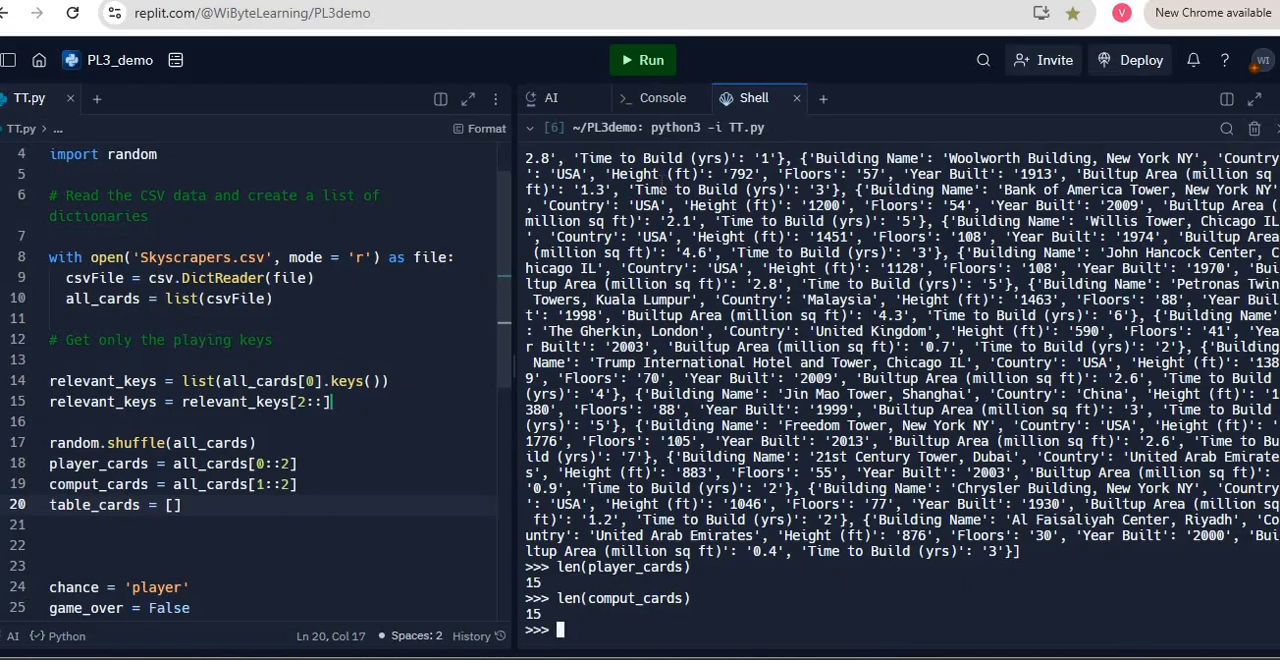 replit.com/@WiByteLearning/PL3demo
V
New Chrome available
PL3_demo
Run
Invite
Deploy
?
WI
TT.py
AI
Console
Shell
TT.py > ...
Format
[6] ~/PL3demo: python3 -i TT.py
4 import random
5
6 # Read the CSV data and create a list of
dictionaries
7
8 with open('Skyscrapers.csv', mode = 'r') as file:
9 csvFile = csv.DictReader(file)
10 all_cards = list(csvFile)
11
12 # Get only the playing keys
13
14 relevant_keys = list(all_cards[0].keys())
15 relevant_keys = relevant_keys[2::]
16
17 random.shuffle(all_cards)
18 player_cards = all_cards[0::2]
19 comput_cards = all_cards[1::2]
20 table_cards = []
21
22
23
24 chance = 'player'
25 game_over = False
AI Python Ln 20, Col 17 Spaces: 2 History
2.8', 'Time to Build (yrs)': '1'}, {'Building Name': 'Woolworth Building, New York NY', 'Country
': 'USA', 'Height (ft)': '792', 'Floors': '57', 'Year Built': '1913', 'Builtup Area (million sq
ft)': '1.3', 'Time to Build (yrs)': '3'}, {'Building Name': 'Bank of America Tower, New York NY'
, 'Country': 'USA', 'Height (ft)': '1200', 'Floors': '54', 'Year Built': '2009', 'Builtup Area (
million sq ft)': '2.1', 'Time to Build (yrs)': '5'}, {'Building Name': 'Willis Tower, Chicago IL
', 'Country': 'USA', 'Height (ft)': '1451', 'Floors': '108', 'Year Built': '1974', 'Builtup Area
(million sq ft)': '4.6', 'Time to Build (yrs)': '3'}, {'Building Name': 'John Hancock Center, C
hicago IL', 'Country': 'USA', 'Height (ft)': '1128', 'Floors': '108', 'Year Built': '1970', 'Bui
ltup Area (million sq ft)': '2.8', 'Time to Build (yrs)': '5'}, {'Building Name': 'Petronas Twin
Towers, Kuala Lumpur', 'Country': 'Malaysia', 'Height (ft)': '1463', 'Floors': '88', 'Year Buil
t': '1998', 'Builtup Area (million sq ft)': '4.3', 'Time to Build (yrs)': '6'}, {'Building Name'
: 'The Gherkin, London', 'Country': 'United Kingdom', 'Height (ft)': '590', 'Floors': '41', 'Yea
r Built': '2003', 'Builtup Area (million sq ft)': '0.7', 'Time to Build (yrs)': '2'}, {'Building
Name': 'Trump International Hotel and Tower, Chicago IL', 'Country': 'USA', 'Height (ft)': '138
9', 'Floors': '70', 'Year Built': '2009', 'Builtup Area (million sq ft)': '2.6', 'Time to Build
(yrs)': '4'}, {'Building Name': 'Jin Mao Tower, Shanghai', 'Country': 'China', 'Height (ft)': '1
380', 'Floors': '88', 'Year Built': '1999', 'Builtup Area (million sq ft)': '3', 'Time to Build
(yrs)': '5'}, {'Building Name': 'Freedom Tower, New York NY', 'Country': 'USA', 'Height (ft)': '
1776', 'Floors': '105', 'Year Built': '2013', 'Builtup Area (million sq ft)': '2.6', 'Time to Bu
ild (yrs)': '7'}, {'Building Name': '21st Century Tower, Dubai', 'Country': 'United Arab Emirate
s', 'Height (ft)': '883', 'Floors': '55', 'Year Built': '2003', 'Builtup Area (million sq ft)':
'0.9', 'Time to Build (yrs)': '2'}, {'Building Name': 'Chrysler Building, New York NY', 'Country
': 'USA', 'Height (ft)': '1046', 'Floors': '77', 'Year Built': '1930', 'Builtup Area (million sq
ft)': '1.2', 'Time to Build (yrs)': '2'}, {'Building Name': 'Al Faisaliyah Center, Riyadh', 'Co
untry': 'United Arab Emirates', 'Height (ft)': '876', 'Floors': '30', 'Year Built': '2000', 'Bui
ltup Area (million sq ft)': '0.4', 'Time to Build (yrs)': '3'}]
>>> len(player_cards)
15
>>> len(comput_cards)
15
>>>